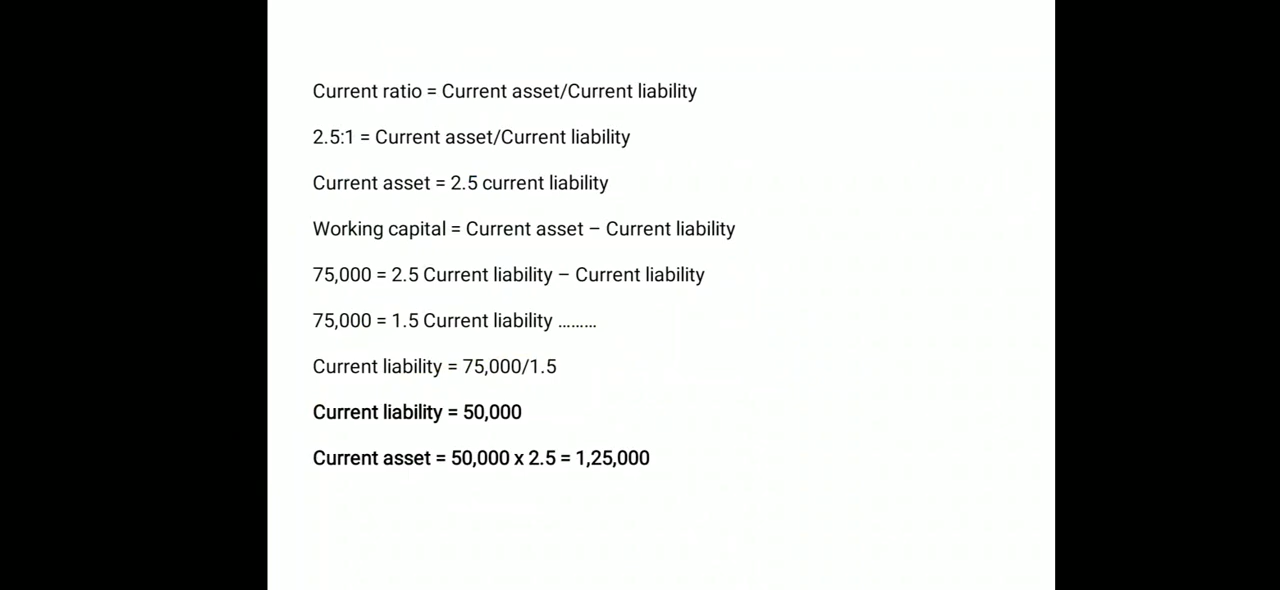 Current ratio = Current asset/Current liability
2.5:1 = Current asset/Current liability
Current asset = 2.5 current liability
Working capital = Current asset – Current liability
75,000 = 2.5 Current liability – Current liability
75,000 = 1.5 Current liability .........
Current liability = 75,000/1.5
Current liability = 50,000
Current asset = 50,000 x 2.5 = 1,25,000